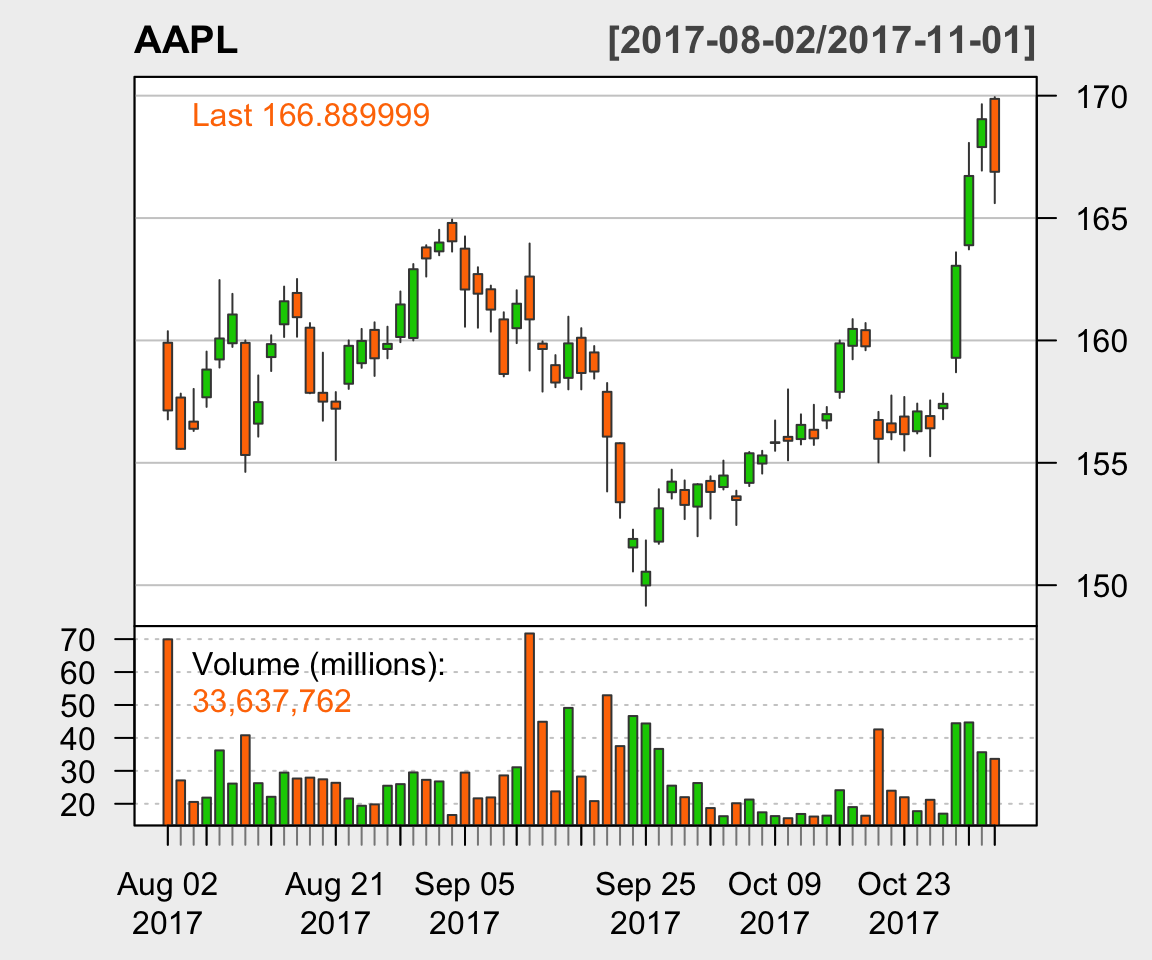 AAPL [2017-08-02/2017-11-01]
Last 166.889999
170
165
160
155
150
Volume (millions):
33,637,762
70
60
50
40
30
20
Aug 02 Aug 21 Sep 05 Sep 25 Oct 09 Oct 23
2017 2017 2017 2017 2017 2017